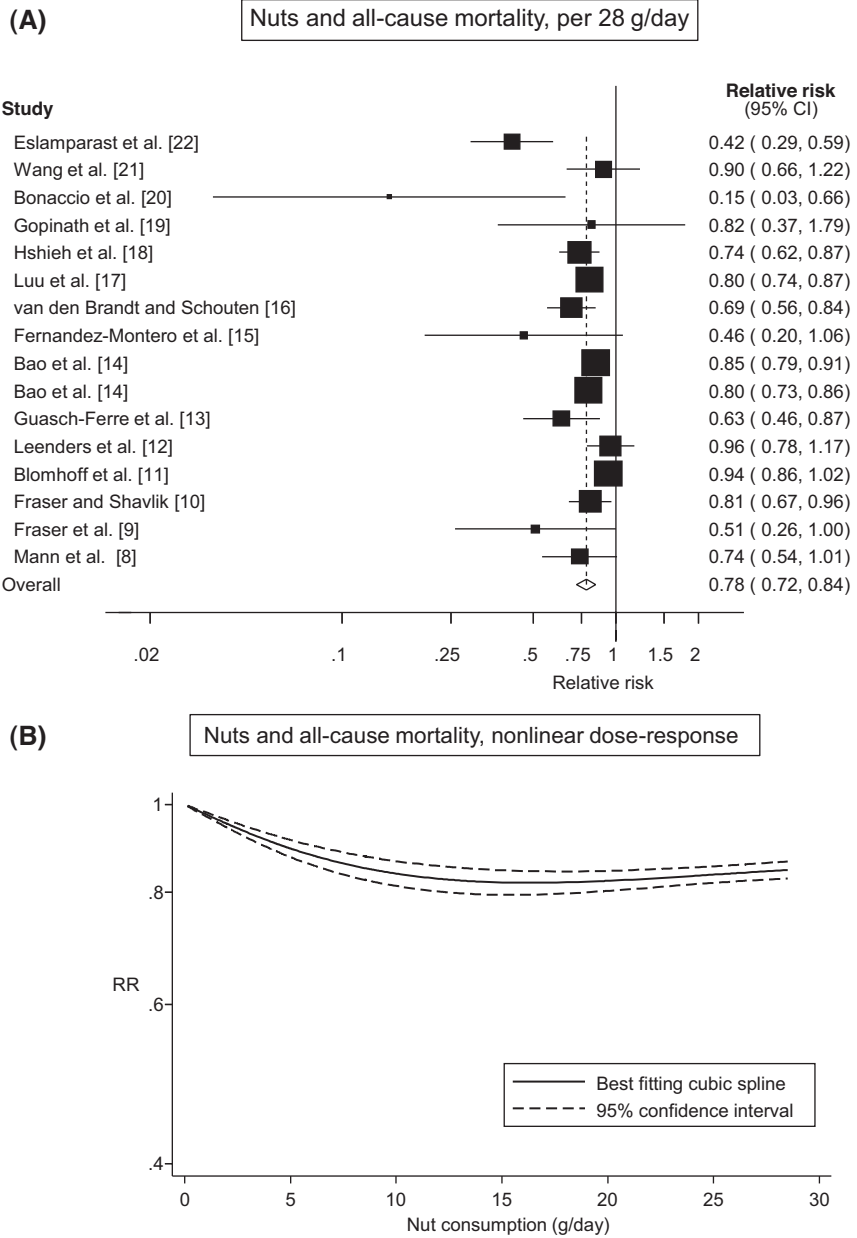 (A)
Nuts and all-cause mortality, per 28 g/day
Relative risk
Study (95% CI)
Eslamparast et al. [22] 0.42 ( 0.29, 0.59)
Wang et al. [21] 0.90 ( 0.66, 1.22)
Bonaccio et al. [20] 0.15 ( 0.03, 0.66)
Gopinath et al. [19] 0.82 ( 0.37, 1.79)
Hshieh et al. [18] 0.74 ( 0.62, 0.87)
Luu et al. [17] 0.80 ( 0.74, 0.87)
van den Brandt and Schouten [16] 0.69 ( 0.56, 0.84)
Fernandez-Montero et al. [15] 0.46 ( 0.20, 1.06)
Bao et al. [14] 0.85 ( 0.79, 0.91)
Bao et al. [14] 0.80 ( 0.73, 0.86)
Guasch-Ferre et al. [13] 0.63 ( 0.46, 0.87)
Leenders et al. [12] 0.96 ( 0.78, 1.17)
Blomhoff et al. [11] 0.94 ( 0.86, 1.02)
Fraser and Shavlik [10] 0.81 ( 0.67, 0.96)
Fraser et al. [9] 0.51 ( 0.26, 1.00)
Mann et al. [8] 0.74 ( 0.54, 1.01)
Overall 0.78 ( 0.72, 0.84)
.02 .1 .25 .5 .75 1 1.5 2
Relative risk
(B)
Nuts and all-cause mortality, nonlinear dose-response
1
.8
RR
.6
Best fitting cubic spline
95% confidence interval
.4
0 5 10 15 20 25 30
Nut consumption (g/day)